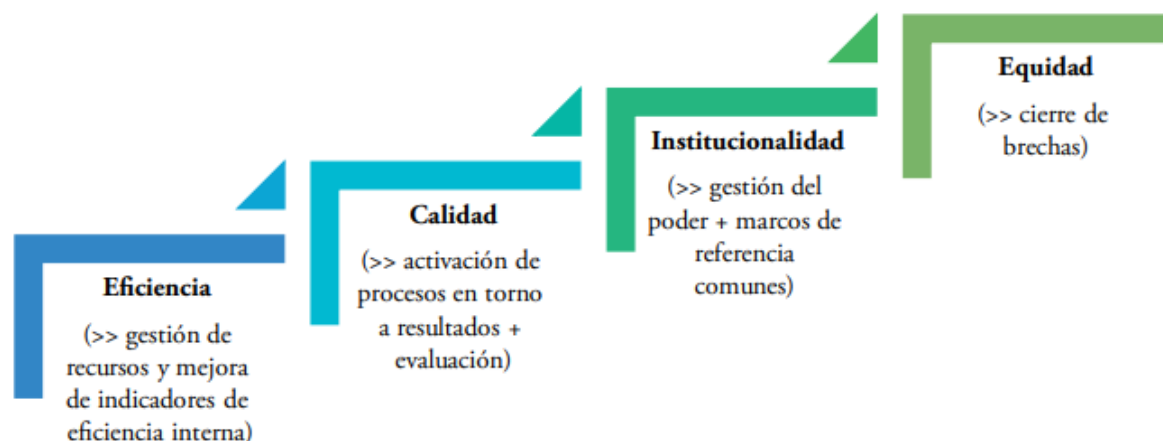 Eficiencia
(>> gestión de
recursos y mejora
de indicadores de
eficiencia interna)
Calidad
(>> activación de
procesos en torno
a resultados +
evaluación)
Institucionalidad
(>> gestión del
poder + marcos de
referencia
comunes)
Equidad
(>> cierre de
brechas)